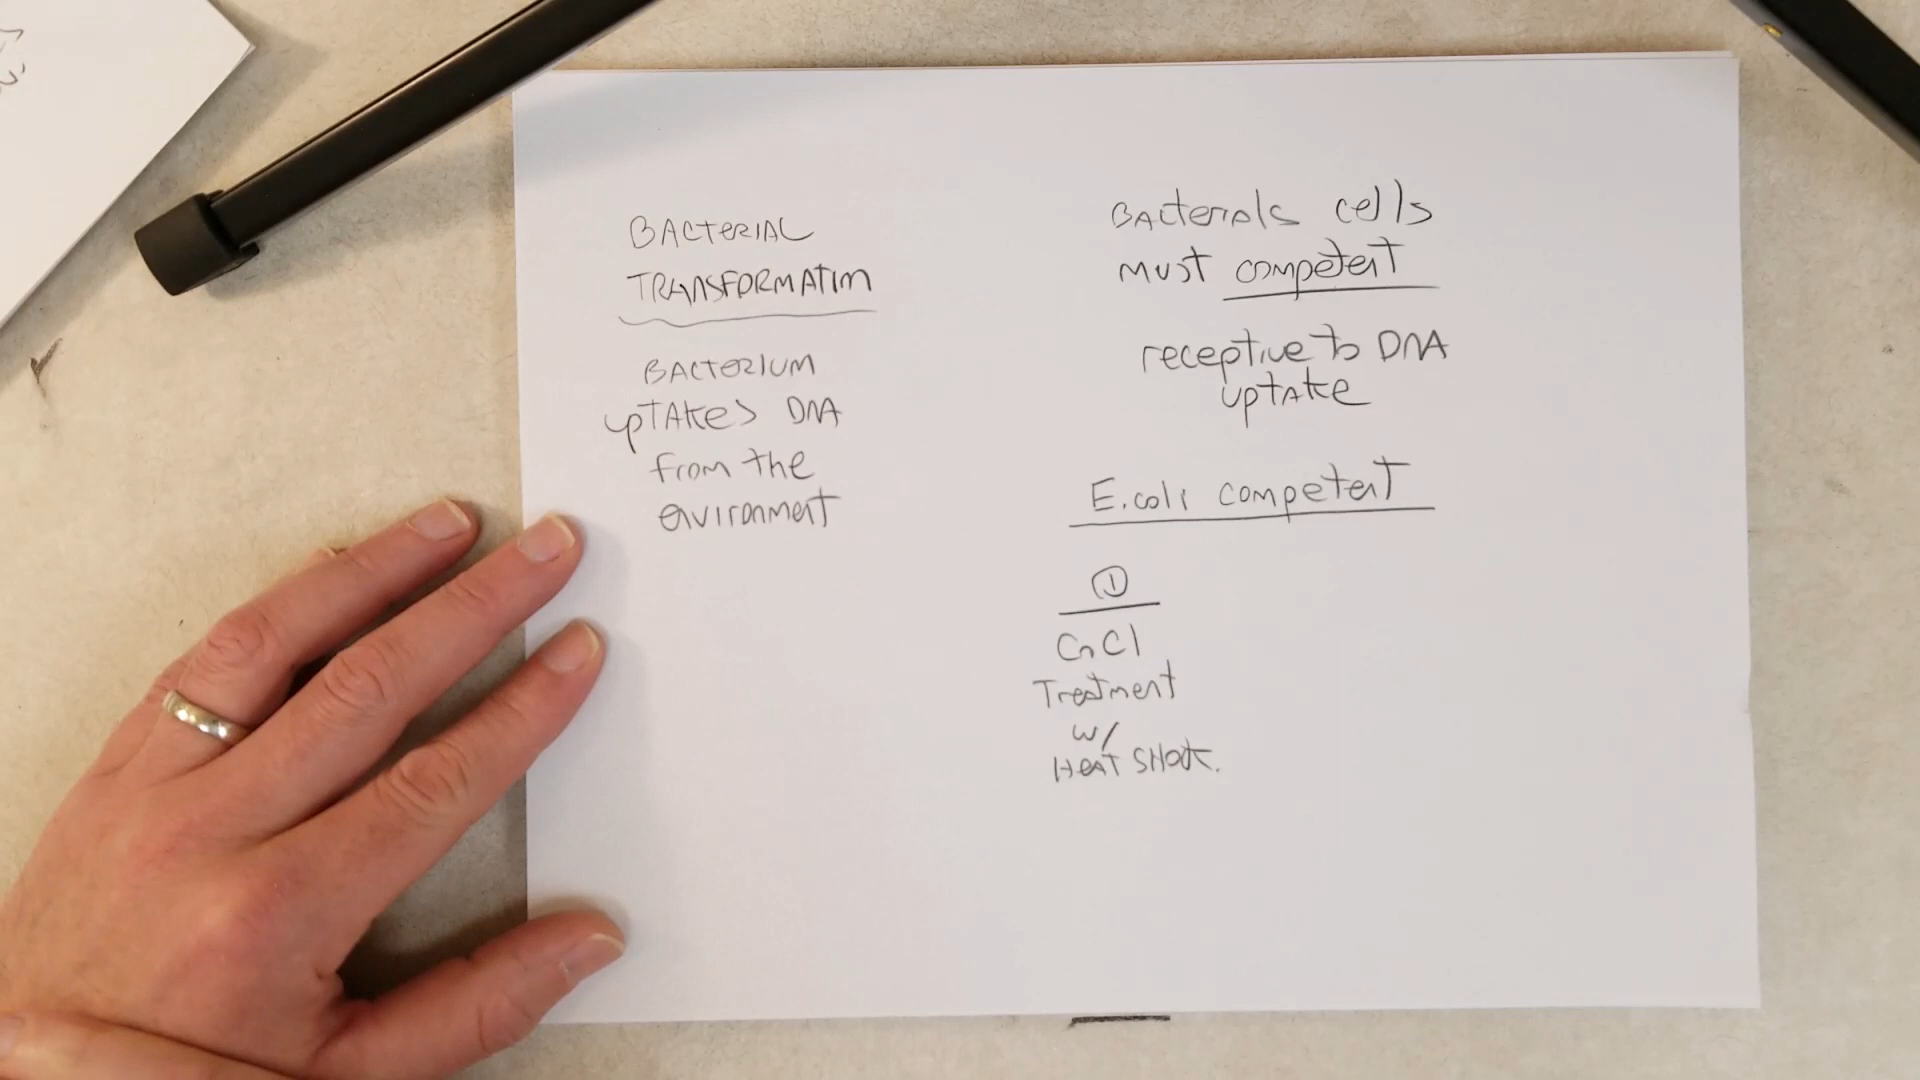 BACTERIAL
TRANSFORMATION
BACTERIUM
upTAKES DNA
from the
environment
BACterials cells
must competent
receptive to DNA
uptake
E.coli competent
①
CaCl
Treatment
w/
HEAT SHOCK.